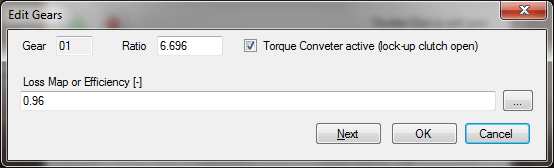 Edit Gears
Gear 01 Ratio 6.696 Torque Conveter active (lock-up clutch open)
Loss Map or Efficiency [-]
0.96
...
Next OK Cancel